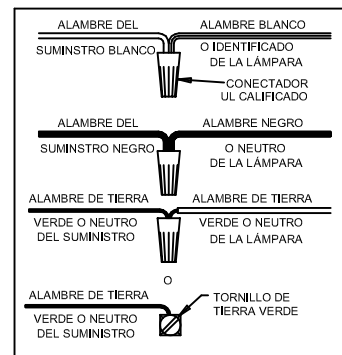 ALAMBRE DEL
ALAMBRE BLANCO
SUMINSTRO BLANCO
O IDENTIFICADO
DE LA LÁMPARA
CONECTADOR
UL CALIFICADO
ALAMBRE DEL
ALAMBRE NEGRO
SUMINSTRO NEGRO
O NEUTRO
DE LA LÁMPARA
ALAMBRE DE TIERRA
ALAMBRE DE TIERRA
VERDE O NEUTRO
VERDE O NEUTRO
DEL SUMINISTRO
DE LA LÁMPARA
O
ALAMBRE DE TIERRA
TORNILLO DE
TIERRA VERDE
VERDE O NEUTRO
DEL SUMINISTRO